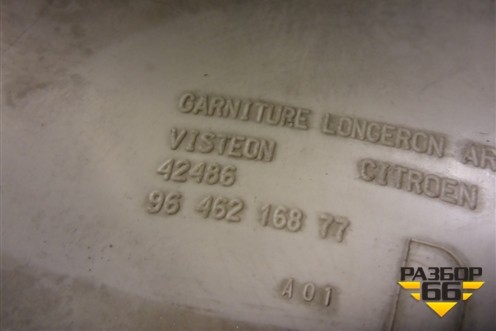 GARNITURE LONGERON AR
VISTEON CITROEN
42486
96 462 168 77
D
A01
РАЗБОР
66